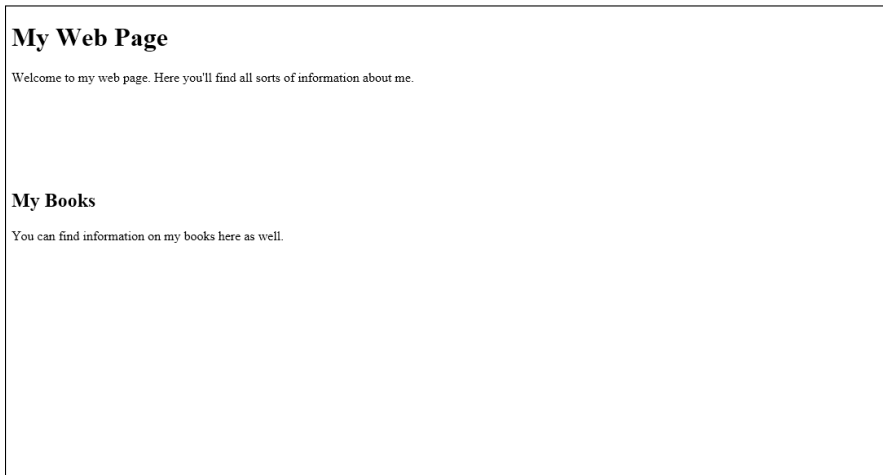 My Web Page
Welcome to my web page. Here you'll find all sorts of information about me.
My Books
You can find information on my books here as well.